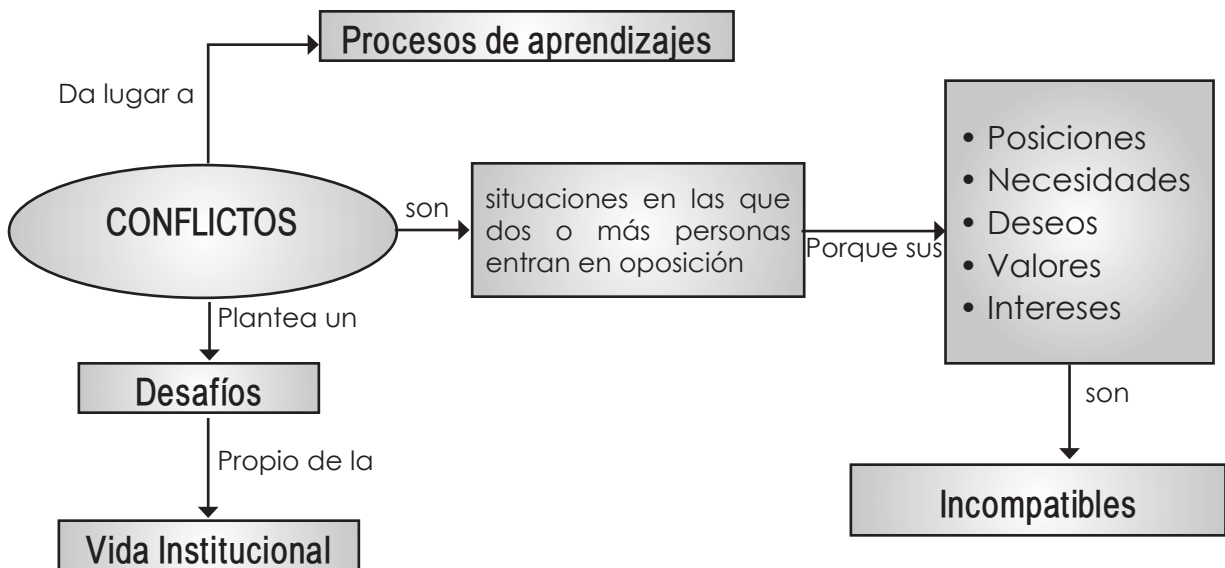 Procesos de aprendizajes
Da lugar a
CONFLICTOS
son
situaciones en las que
dos o más personas
entran en oposición
Porque sus
• Posiciones
• Necesidades
• Deseos
• Valores
• Intereses
son
Incompatibles
Plantea un
Desafíos
Propio de la
Vida Institucional